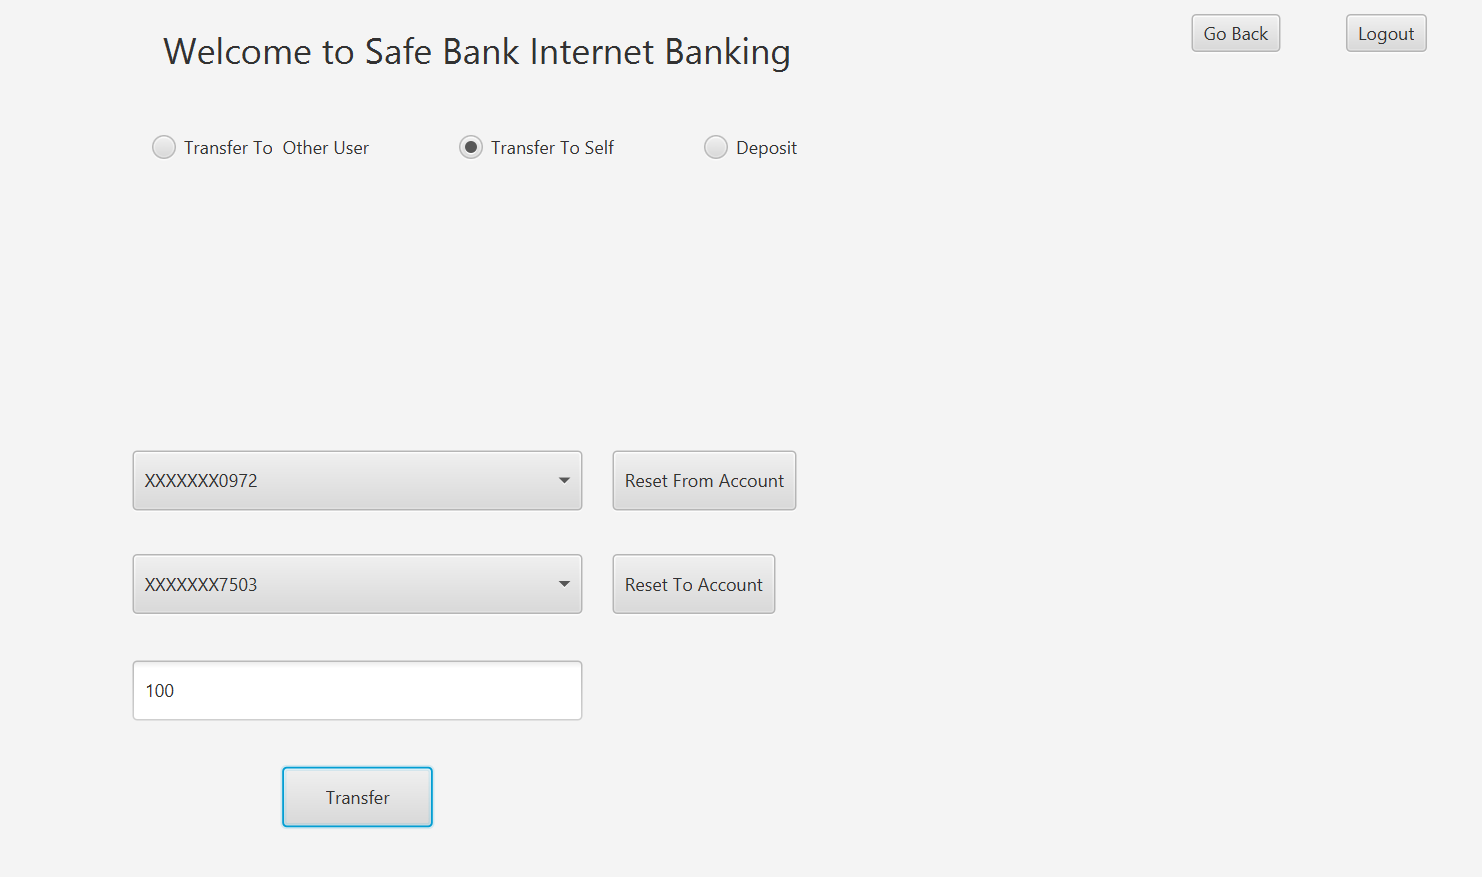 Welcome to Safe Bank Internet Banking
Go Back
Logout
Transfer To  Other User
Transfer To Self
Deposit
XXXXXXX0972
Reset From Account
XXXXXXX7503
Reset To Account
100
Transfer